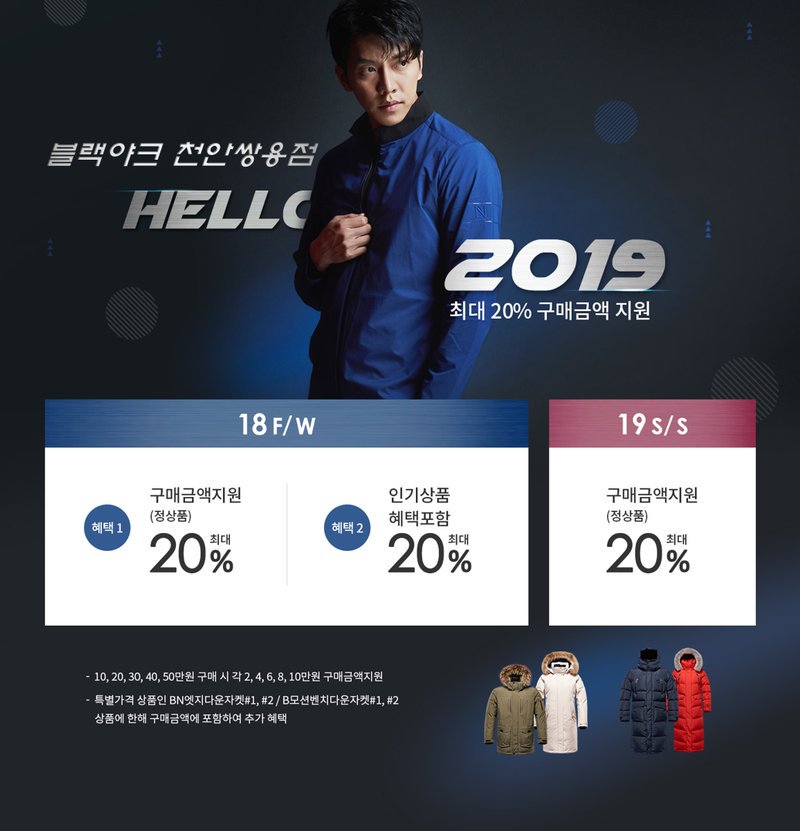 블랙야크 천안쌍용점
HELLO
2019
최대 20% 구매금액 지원
18 F/W
19 S/S
혜택 1
구매금액지원
(정상품)
최대
20%
혜택 2
인기상품
혜택포함
최대
20%
구매금액지원
(정상품)
최대
20%
- 10, 20, 30, 40, 50만원 구매 시 각 2, 4, 6, 8, 10만원 구매금액지원
- 특별가격 상품인 BN엣지다운자켓#1, #2 / B모션벤치다운자켓#1, #2
상품에 한해 구매금액에 포함하여 추가 혜택